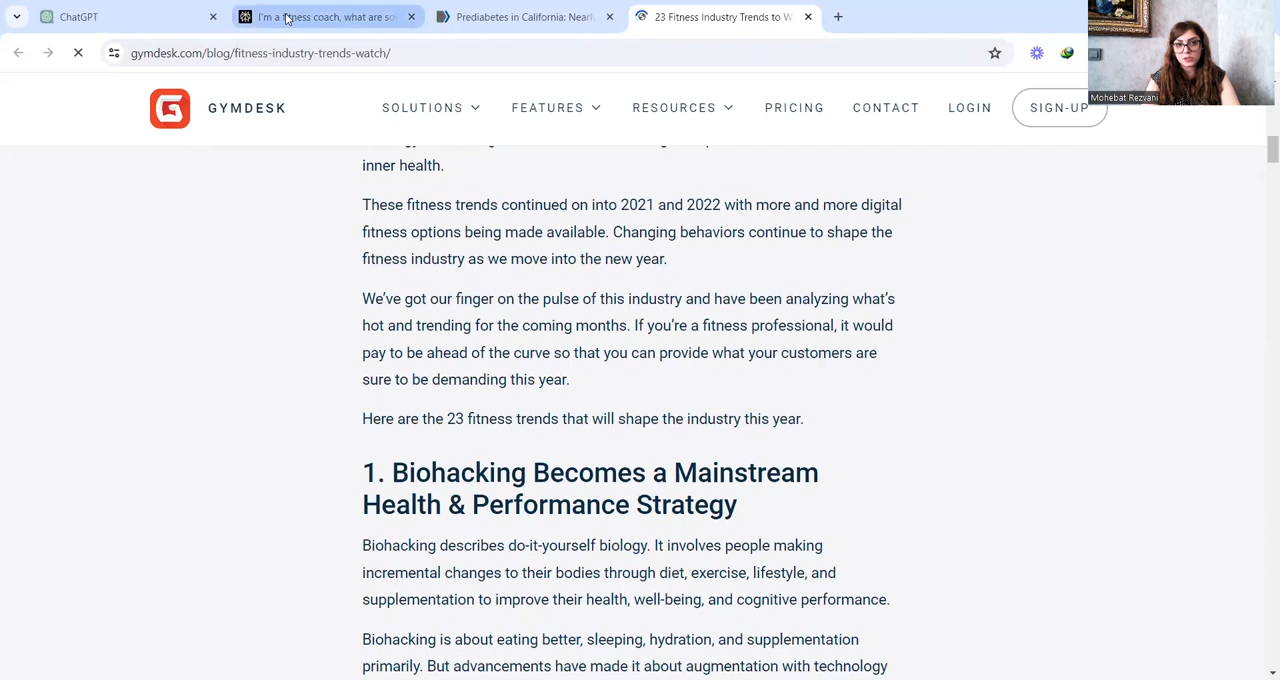 ChatGPT
I'm a fitness coach, what are so
Prediabetes in California: Nearl
23 Fitness Industry Trends to W
gymdesk.com/blog/fitness-industry-trends-watch/
Mohebat Rezvani
GYMDESK
SOLUTIONS
FEATURES
RESOURCES
PRICING
CONTACT
LOGIN
SIGN-UP
inner health.
These fitness trends continued on into 2021 and 2022 with more and more digital
fitness options being made available. Changing behaviors continue to shape the
fitness industry as we move into the new year.
We've got our finger on the pulse of this industry and have been analyzing what's
hot and trending for the coming months. If you're a fitness professional, it would
pay to be ahead of the curve so that you can provide what your customers are
sure to be demanding this year.
Here are the 23 fitness trends that will shape the industry this year.
1. Biohacking Becomes a Mainstream
Health & Performance Strategy
Biohacking describes do-it-yourself biology. It involves people making
incremental changes to their bodies through diet, exercise, lifestyle, and
supplementation to improve their health, well-being, and cognitive performance.
Biohacking is about eating better, sleeping, hydration, and supplementation
primarily. But advancements have made it about augmentation with technology